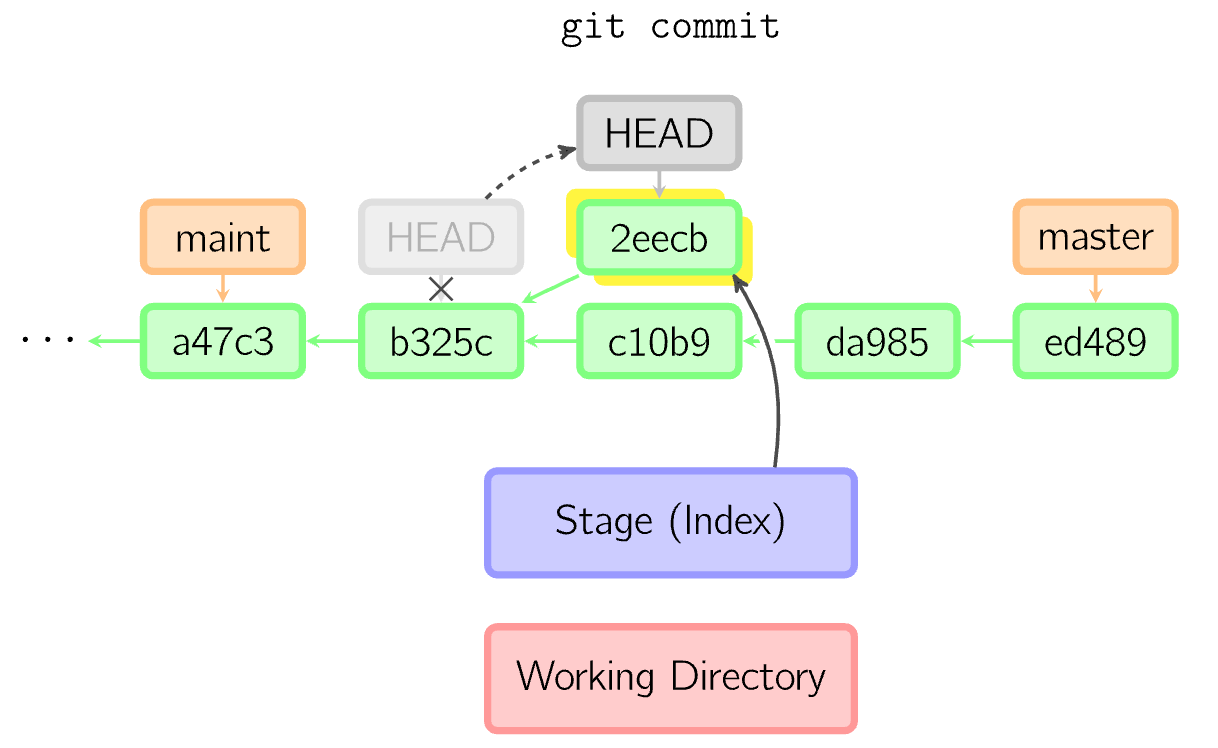 git commit
HEAD
maint
HEAD
2eecb
master
...
a47c3
b325c
c10b9
da985
ed489
Stage (Index)
Working Directory